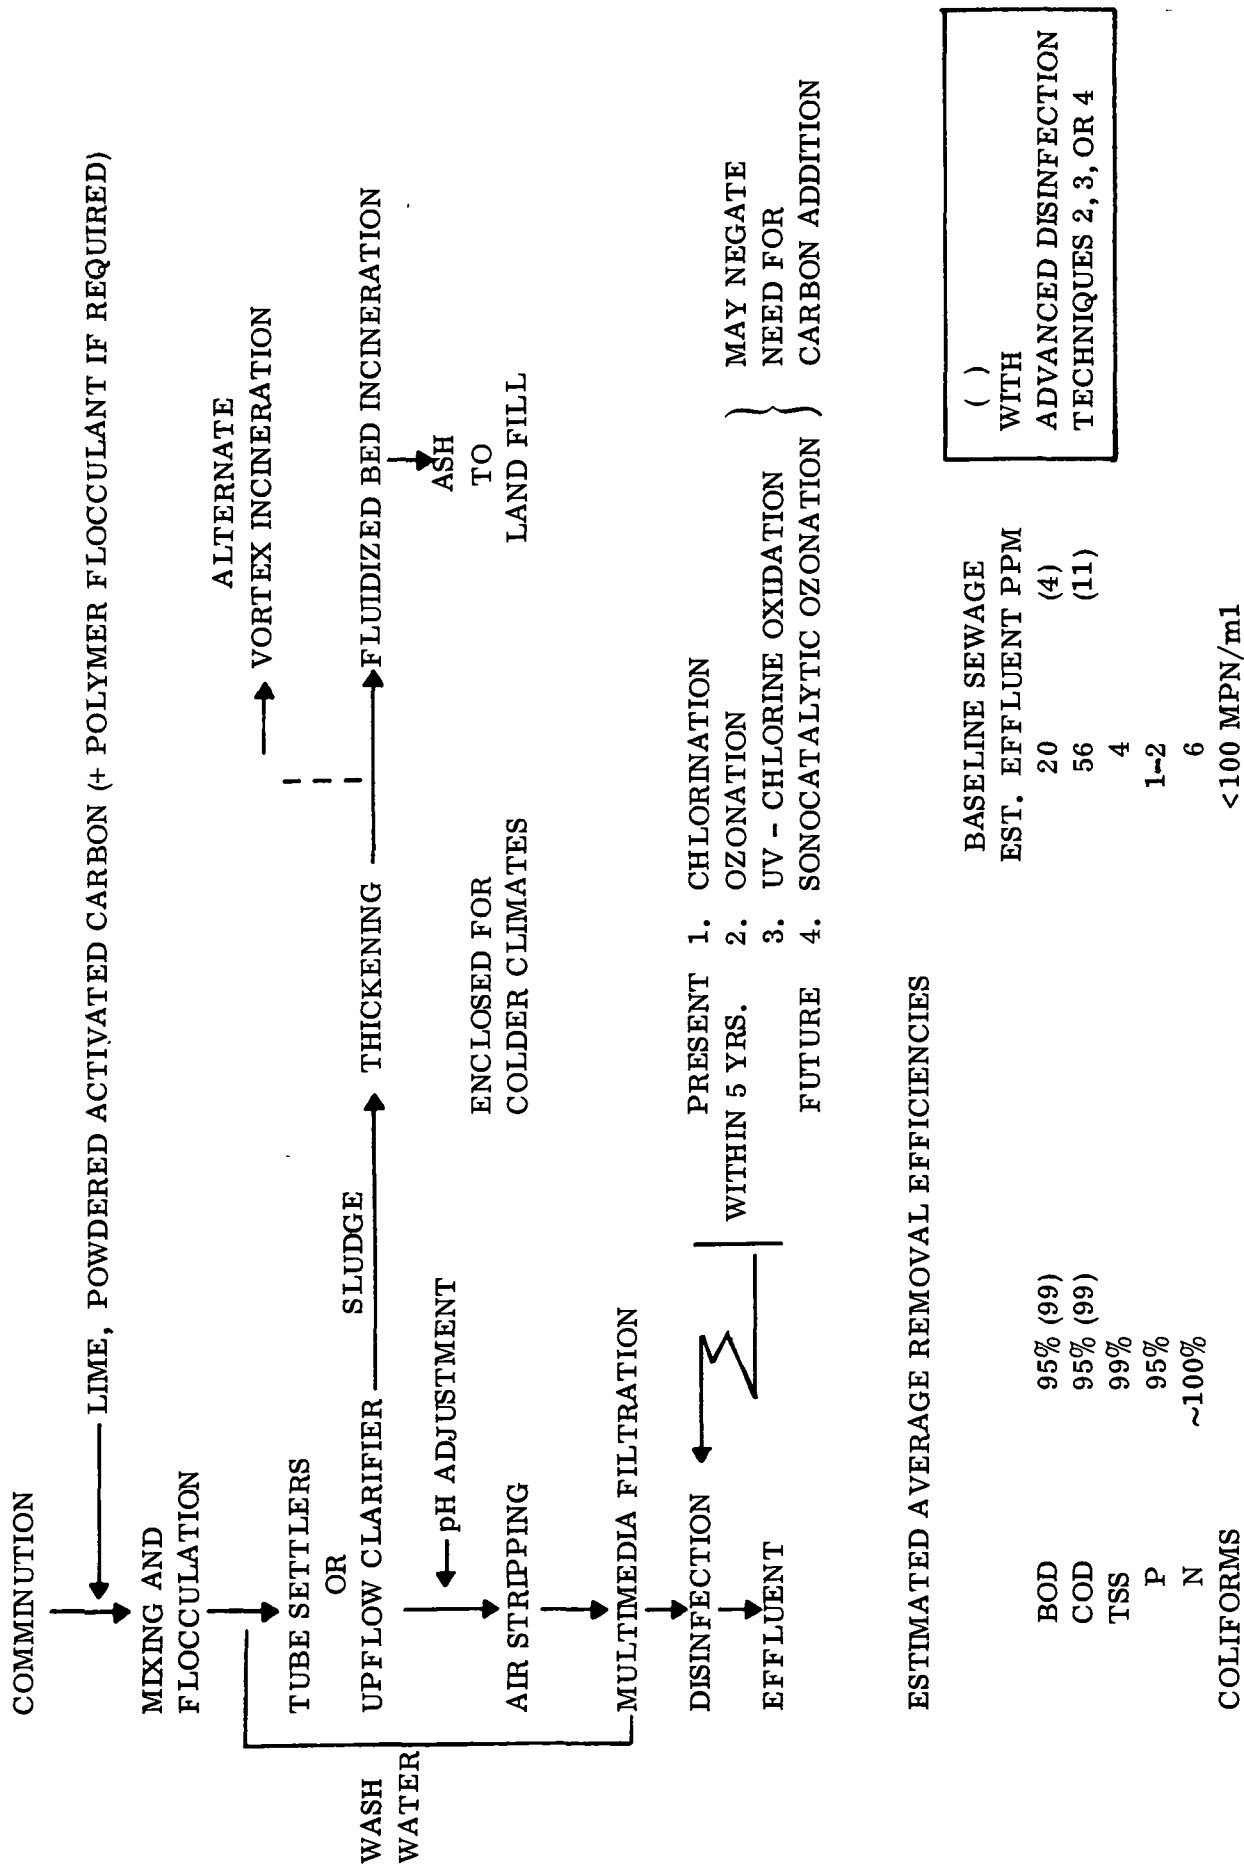 COMMINUTION
LIME, POWDERED ACTIVATED CARBON (+ POLYMER FLOCCULANT IF REQUIRED)
MIXING AND
FLOCCULATION
ALTERNATE
VORTEX INCINERATION
TUBE SETTLERS
OR
UPFLOW CLARIFIER
SLUDGE
THICKENING
FLUIDIZED BED INCINERATION
WASH
WATER
pH ADJUSTMENT
ENCLOSED FOR
COLDER CLIMATES
ASH
TO
LAND FILL
AIR STRIPPING
MULTIMEDIA FILTRATION
DISINFECTION
EFFLUENT
PRESENT 1. CHLORINATION
WITHIN 5 YRS. 2. OZONATION
3. UV - CHLORINE OXIDATION
FUTURE 4. SONOCATALYTIC OZONATION
MAY NEGATE
NEED FOR
CARBON ADDITION
ESTIMATED AVERAGE REMOVAL EFFICIENCIES
BASELINE SEWAGE
EST. EFFLUENT PPM
BOD 95% (99) 20 (4)
COD 95% (99) 56 (11)
TSS 99% 4
P 95% 1-2
N ~100% 6
COLIFORMS <100 MPN/ml
( )
WITH
ADVANCED DISINFECTION
TECHNIQUES 2, 3, OR 4